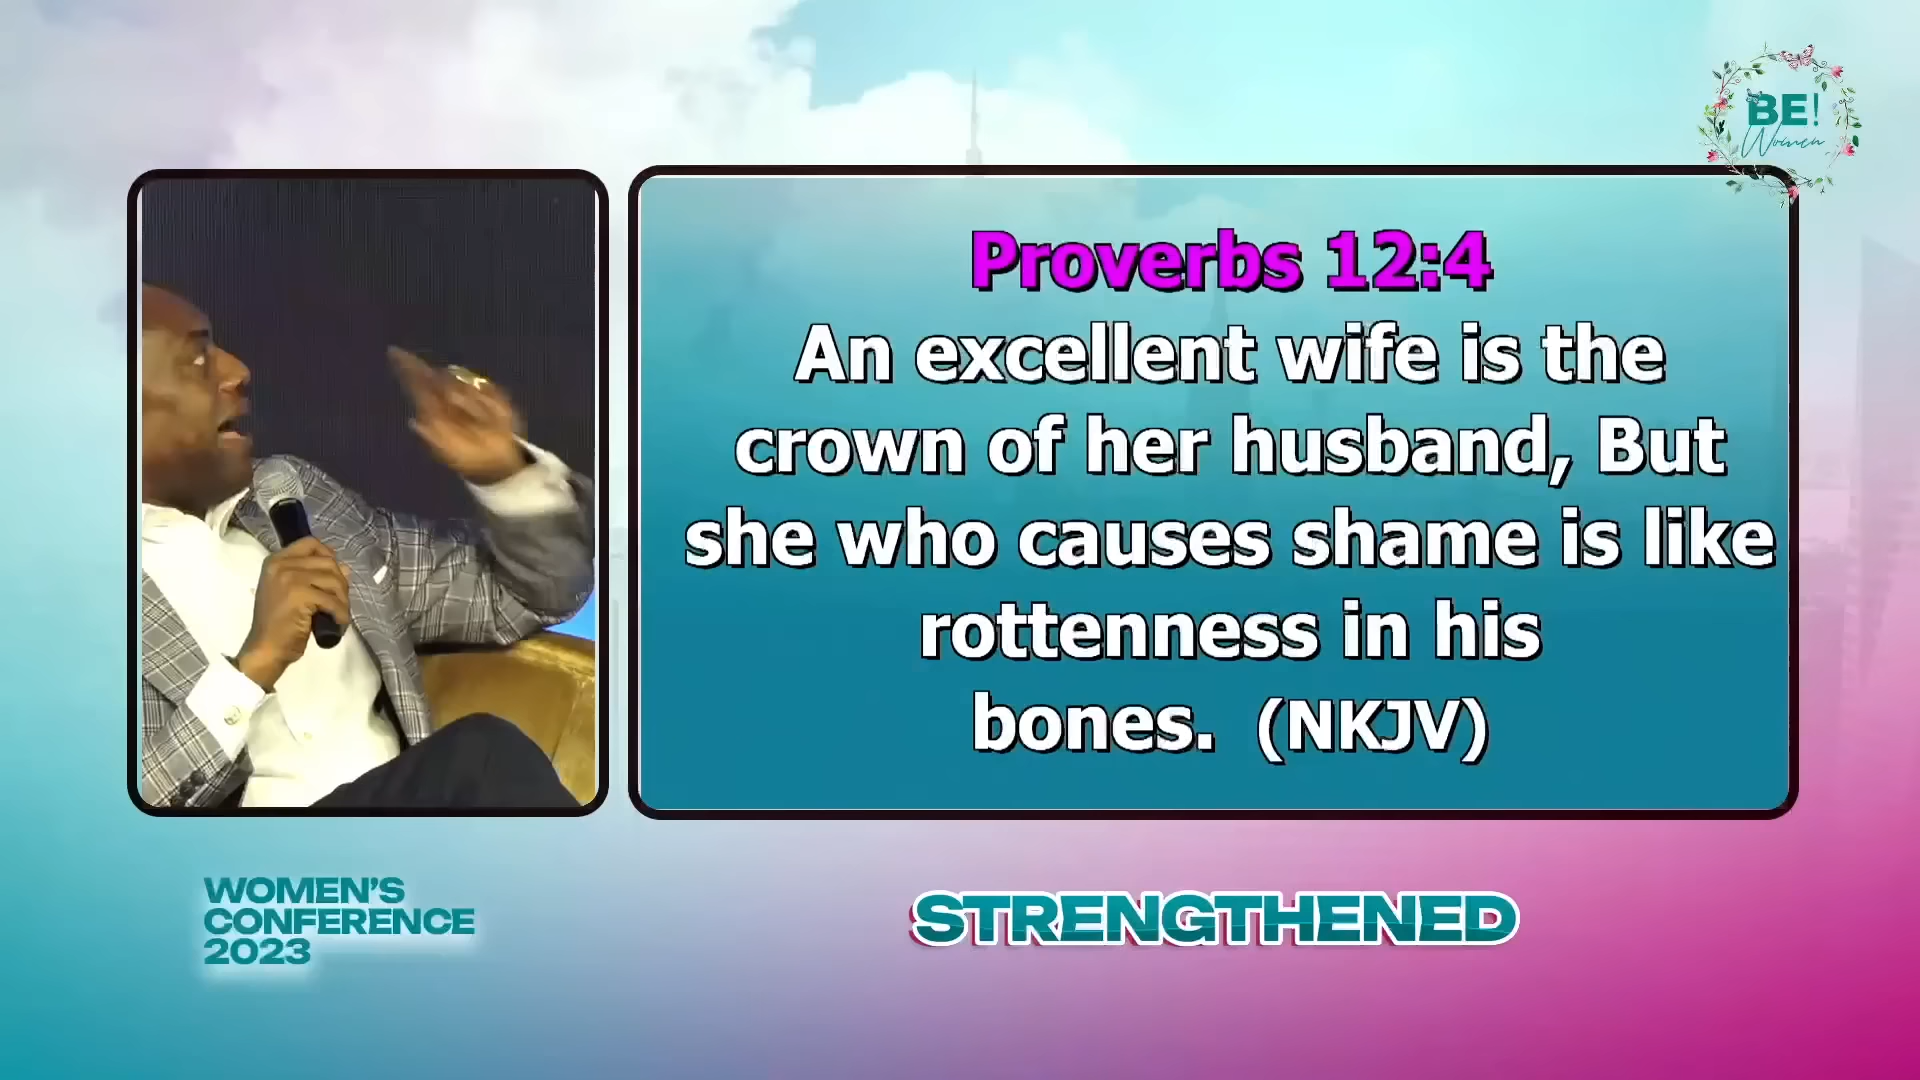 BE!
Women
Proverbs 12:4
An excellent wife is the
crown of her husband, But
she who causes shame is like
rottenness in his
bones. (NKJV)
WOMEN'S
CONFERENCE
2023
STRENGTHENED